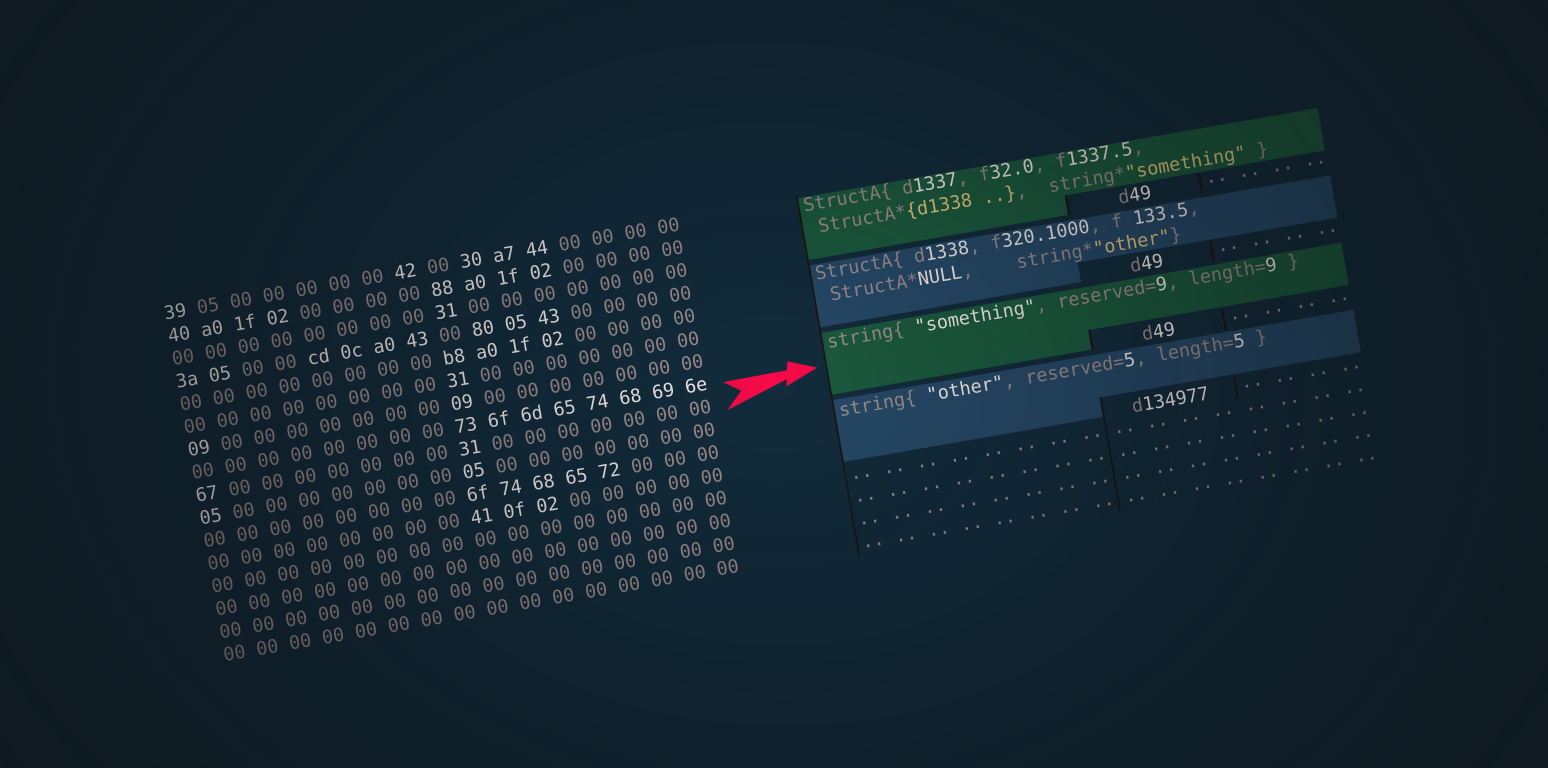 39 05 00 00 00 00 00 42 00 30 a7 44 00 00 00 00
40 a0 1f 02 00 00 00 00 88 a0 1f 02 00 00 00 00
00 00 00 00 00 00 00 00 31 00 00 00 00 00 00 00
3a 05 00 00 cd 0c a0 43 00 80 05 43 00 00 00 00
00 00 00 00 00 00 00 00 b8 a0 1f 02 00 00 00 00
00 00 00 00 00 00 00 00 31 00 00 00 00 00 00 00
09 00 00 00 00 00 00 00 09 00 00 00 00 00 00 00
00 00 00 00 00 00 00 00 73 6f 6d 65 74 68 69 6e
67 00 00 00 00 00 00 00 31 00 00 00 00 00 00 00
05 00 00 00 00 00 00 00 05 00 00 00 00 00 00 00
00 00 00 00 00 00 00 00 6f 74 68 65 72 00 00 00
00 00 00 00 00 00 00 00 41 0f 02 00 00 00 00 00
00 00 00 00 00 00 00 00 00 00 00 00 00 00 00 00
00 00 00 00 00 00 00 00 00 00 00 00 00 00 00 00
00 00 00 00 00 00 00 00 00 00 00 00 00 00 00 00
00 00 00 00 00 00 00 00 00 00 00 00 00 00 00 00
StructA{ d1337, f32.0, f1337.5,
StructA*{d1338 ..}, string*"something" }
d49 .. .. .. ..
StructA{ d1338, f320.1000, f 133.5,
StructA*NULL, string*"other"}
d49 .. .. .. ..
string{ "something", reserved=9, length=9 }
d49 .. .. .. ..
string{ "other", reserved=5, length=5 }
d134977 .. .. .. ..
.. .. .. .. .. .. .. .. .. .. .. .. .. .. .. ..
.. .. .. .. .. .. .. .. .. .. .. .. .. .. .. ..
.. .. .. .. .. .. .. .. .. .. .. .. .. .. .. ..
.. .. .. .. .. .. .. .. .. .. .. .. .. .. .. ..